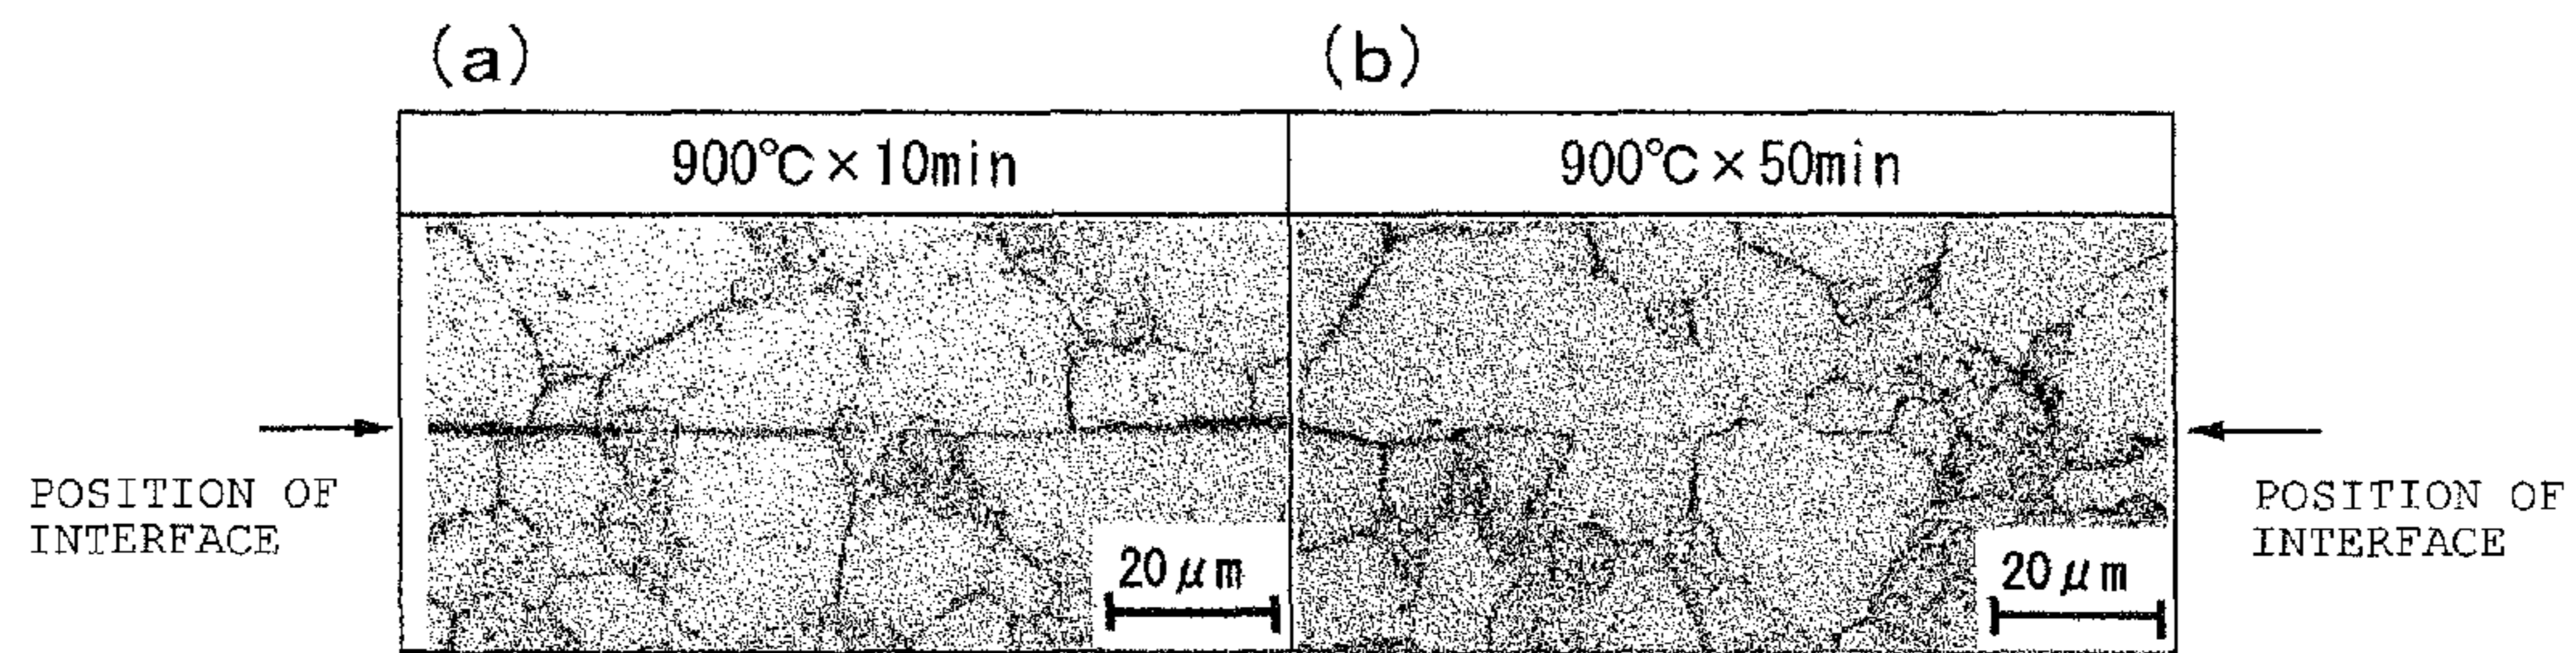 (a)
(b)
900℃×10min
900℃×50min
POSITION OF
INTERFACE
POSITION OF
INTERFACE
20μm
20μm